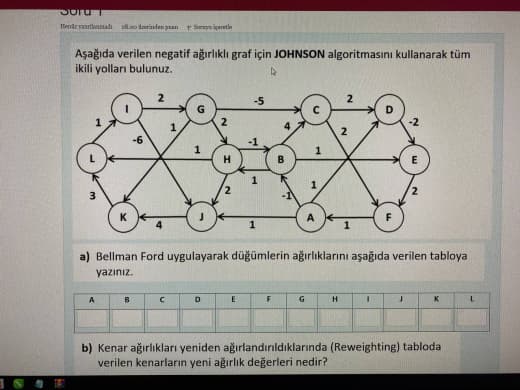 Soru 1
Henüz yanıtlanmadı 18,00 üzerinden puan Soruyu işaretle
Aşağıda verilen negatif ağırlıklı graf için JOHNSON algoritmasını kullanarak tüm
ikili yolları bulunuz.
2 -5 2
I G C D
1 -6 1 2 4 2 -2
1 -1 1
L H B E
3 2 1 -1 1 2
K J A F
4 1 1
a) Bellman Ford uygulayarak düğümlerin ağırlıklarını aşağıda verilen tabloya
yazınız.
A B C D E F G H I J K L
b) Kenar ağırlıkları yeniden ağırlandırıldıklarında (Reweighting) tabloda
verilen kenarların yeni ağırlık değerleri nedir?